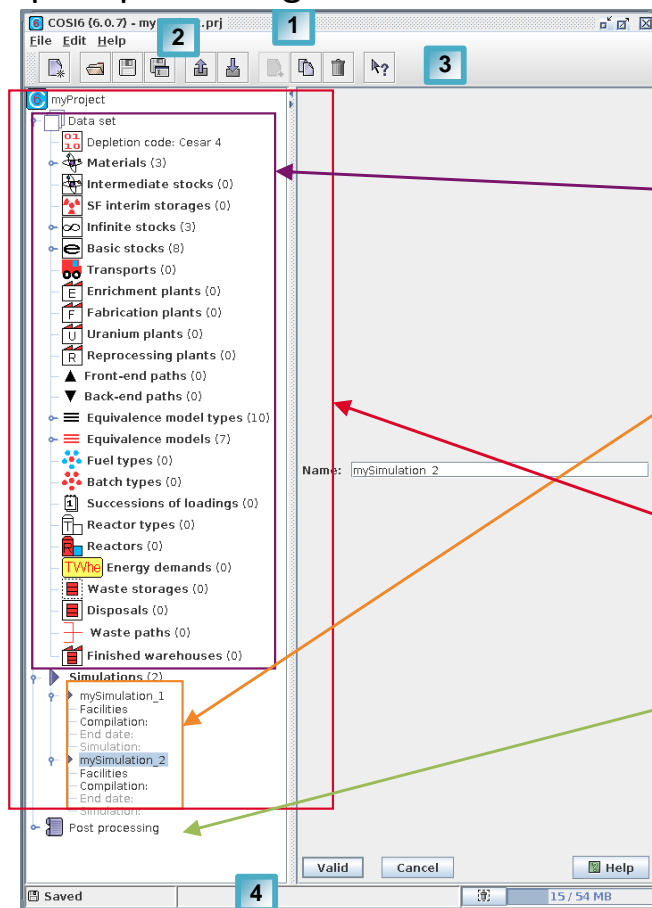 1
COSI6 (6.0.7) - my .prj
File Edit Help
2
3
myProject
Data set
Depletion code: Cesar 4
Materials (3)
Intermediate stocks (0)
SF interim storages (0)
Infinite stocks (3)
Basic stocks (8)
Transports (0)
E Enrichment plants (0)
F Fabrication plants (0)
U Uranium plants (0)
R Reprocessing plants (0)
Front-end paths (0)
Back-end paths (0)
Equivalence model types (10)
Equivalence models (7)
Fuel types (0)
Name: mySimulation_2
Batch types (0)
1 Successions of loadings (0)
T Reactor types (0)
R Reactors (0)
TWhe Energy demands (0)
Waste storages (0)
Disposals (0)
Waste paths (0)
Finished warehouses (0)
Simulations (2)
mySimulation_1
Facilities
Compilation:
End date:
Simulation:
mySimulation_2
Facilities
Compilation:
End date:
Simulation:
Post processing
Valid Cancel Help
Saved 4 15 / 54 MB